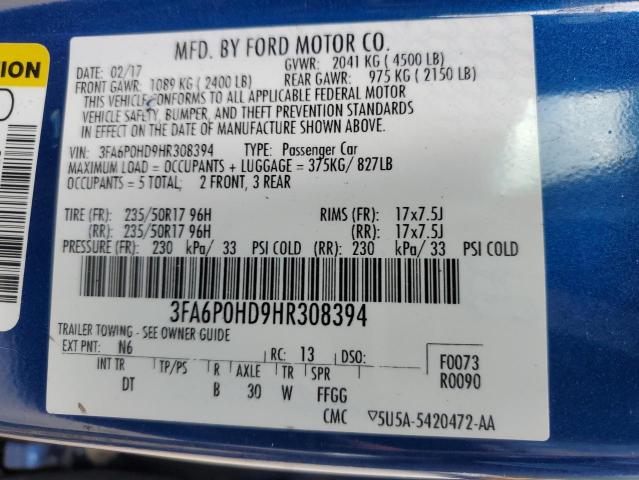 TION
MFD. BY FORD MOTOR CO.
DATE: 02/17 GVWR: 2041 KG ( 4500 LB)
FRONT GAWR: 1089 KG ( 2400 LB) REAR GAWR: 975 KG ( 2150 LB)
THIS VEHICLE CONFORMS TO ALL APPLICABLE FEDERAL MOTOR
VEHICLE SAFETY, BUMPER, AND THEFT PREVENTION STANDARDS
IN EFFECT ON THE DATE OF MANUFACTURE SHOWN ABOVE.
VIN: 3FA6P0HD9HR308394 TYPE: Passenger Car
MAXIMUM LOAD = OCCUPANTS + LUGGAGE = 375KG/ 827LB
OCCUPANTS = 5 TOTAL; 2 FRONT, 3 REAR
TIRE (FR): 235/50R17 96H RIMS (FR): 17x7.5J
(RR): 235/50R17 96H (RR): 17x7.5J
PRESSURE (FR): 230 kPa/ 33 PSI COLD (RR): 230 kPa/ 33 PSI COLD
3FA6P0HD9HR308394
TRAILER TOWING - SEE OWNER GUIDE
EXT PNT: N6 RC: 13 DSO: F0073
INT TR TP/PS R AXLE TR SPR R0090
DT B 30 W FFGG
CMC ▽5U5A-5420472-AA